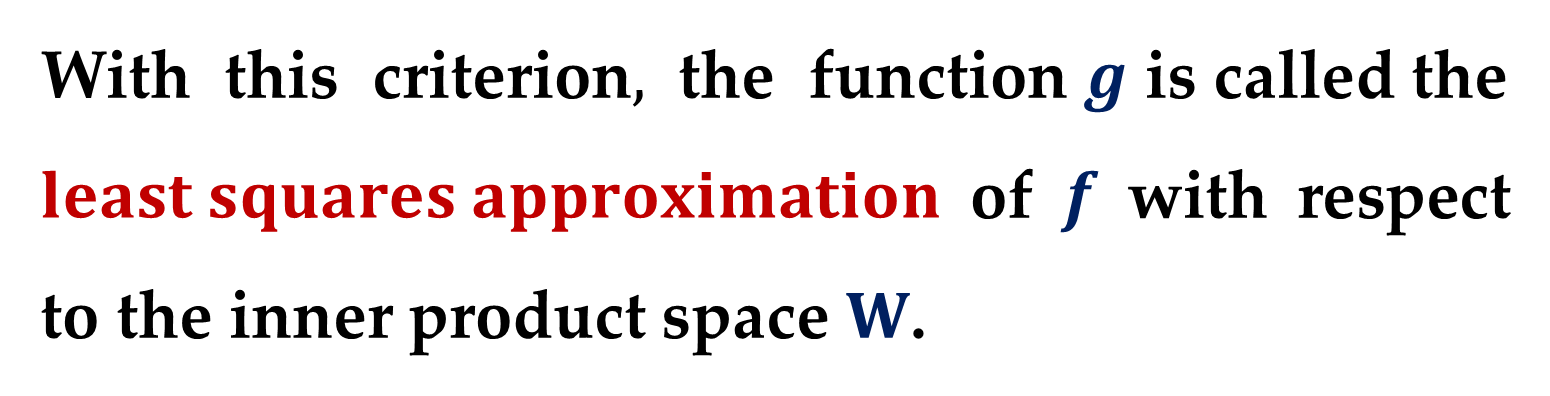 With this criterion, the function g is called the
least squares approximation of f with respect
to the inner product space W.